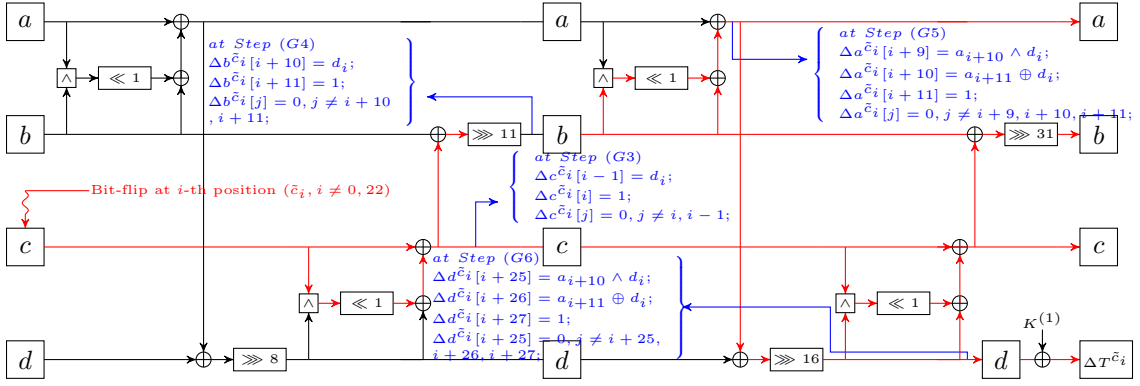 a
a
a
at Step (G4)
Δb^c̃i[i + 10] = d_i;
Δb^c̃i[i + 11] = 1;
Δb^c̃i[j] = 0, j ≠ i + 10
, i + 11;
at Step (G5)
Δa^c̃i[i + 9] = a_{i+10} ∧ d_i;
Δa^c̃i[i + 10] = a_{i+11} ⊕ d_i;
Δa^c̃i[i + 11] = 1;
Δa^c̃i[j] = 0, j ≠ i + 9, i + 10, i + 11;
∧
≪ 1
∧
≪ 1
b
⋙ 11
b
⋙ 31
b
at Step (G3)
Δc^c̃i[i − 1] = d_i;
Δc^c̃i[i] = 1;
Δc^c̃i[j] = 0, j ≠ i, i − 1;
Bit-flip at i-th position (c̃_i, i ≠ 0, 22)
c
c
c
at Step (G6)
Δd^c̃i[i + 25] = a_{i+10} ∧ d_i;
Δd^c̃i[i + 26] = a_{i+11} ⊕ d_i;
Δd^c̃i[i + 27] = 1;
Δd^c̃i[i + 25] = 0, j ≠ i + 25,
i + 26, i + 27;
∧
≪ 1
∧
≪ 1
K^(1)
d
⋙ 8
d
⋙ 16
d
ΔT^c̃i